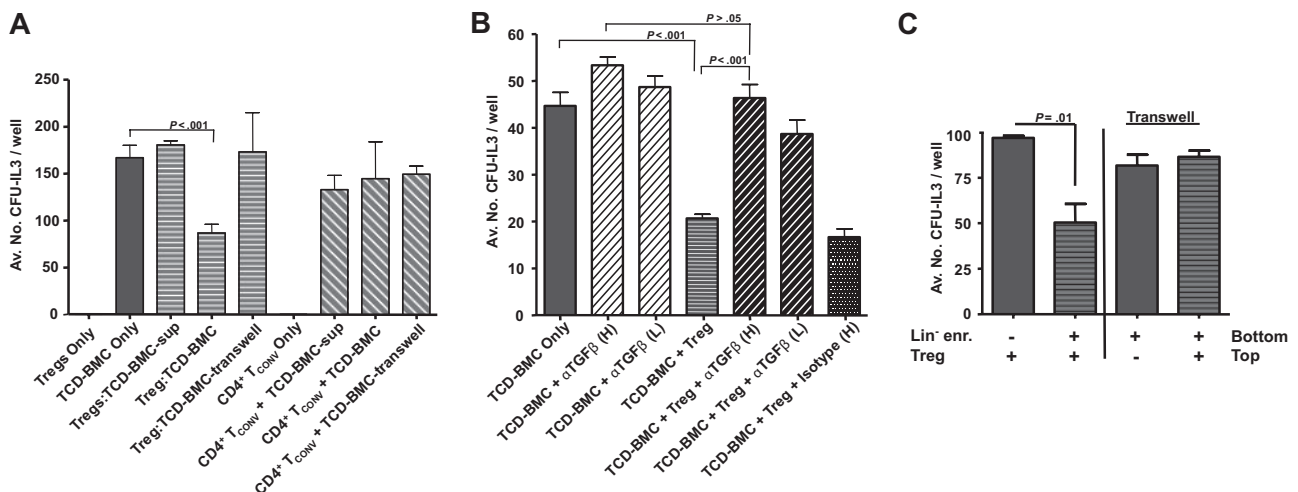 A
Av. No. CFU-IL3 / well
250
200
150
100
50
0
P < .001
Tregs Only
TCD-BMC Only
Tregs:TCD-BMC-sup
Treg:TCD-BMC
Treg:TCD-BMC-transwell
CD4+ TCONV Only
CD4+ TCONV + TCD-BMC-sup
CD4+ TCONV + TCD-BMC
CD4+ TCONV + TCD-BMC-transwell
B
Av. No. CFU-IL3 / well
60
50
40
30
20
10
0
P > .05
P < .001
P < .001
TCD-BMC Only
TCD-BMC + αTGFβ (H)
TCD-BMC + αTGFβ (L)
TCD-BMC + Treg
TCD-BMC + Treg + αTGFβ (H)
TCD-BMC + Treg + αTGFβ (L)
TCD-BMC + Treg + Isotype (H)
C
P = .01
Transwell
Av. No. CFU-IL3 / well
100
75
50
25
0
Lin- enr. - + + + Bottom
Treg + + - + Top